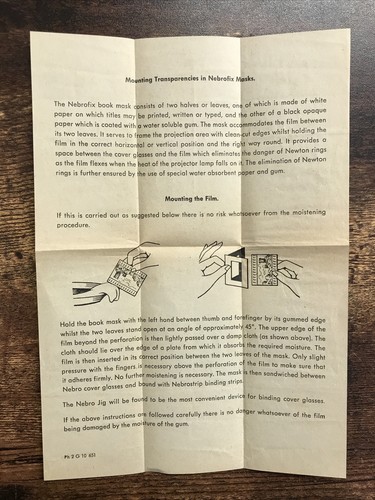 Mounting Transparencies in Nebrofix Masks.
The Nebrofix book mask consists of two halves or leaves, one of which is made of white
paper on which titles may be printed, written or typed, and the other of a black opaque
paper which is coated with a water soluble gum. The mask accommodates the film between
its two leaves. It serves to frame the projection area with clean-cut edges whilst holding the
film in the correct horizontal or vertical position and the right way round. It provides a
space between the cover glasses and the film which eliminates the danger of Newton rings
as the film flexes when the heat of the projector lamp falls on it. The elimination of Newton
rings is further ensured by the use of special water absorbent paper and gum.
Mounting the Film.
If this is carried out as suggested below there is no risk whatsoever from the moistening
procedure.
Hold the book mask with the left hand between thumb and forefinger by its gummed edge
whilst the two leaves stand open at an angle of approximately 45°. The upper edge of the
film beyond the perforation is then lightly passed over a damp cloth (as shown above). The
cloth should lie over the edge of a plate from which it absorbs the required moisture. The
film is then inserted in its correct position between the two leaves of the mask. Only slight
pressure with the fingers is necessary above the perforation of the film to make sure that
it adheres firmly. No further moistening is necessary. The mask is then sandwiched between
Nebro cover glasses and bound with Nebrostrip binding strips.
The Nebro Jig will be found to be the most convenient device for binding cover glasses.
If the above instructions are followed carefully there is no danger whatsoever of the film
being damaged by the moisture of the gum.